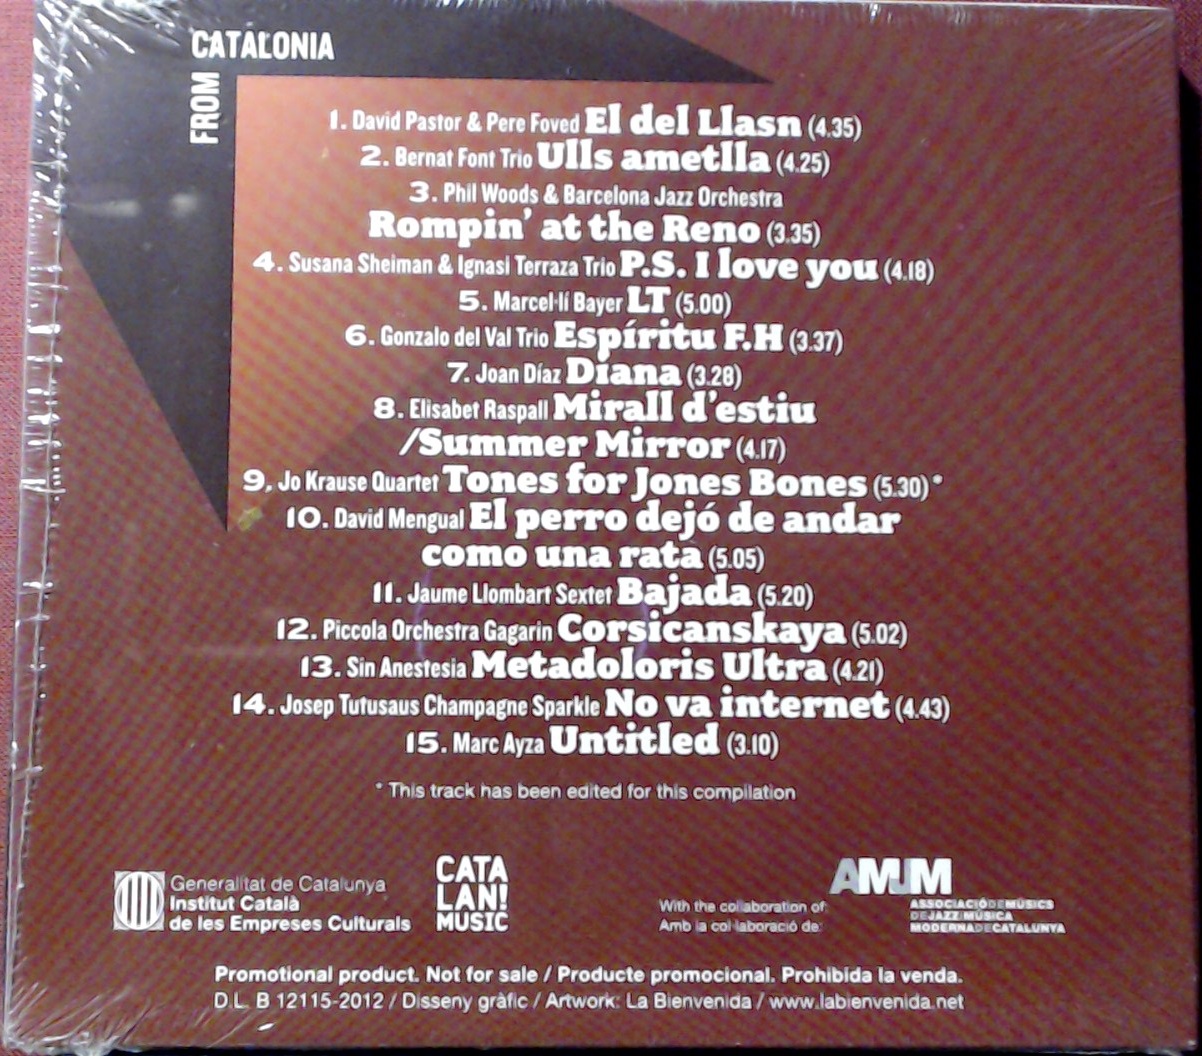 CATALONIA
FROM
1. David Pastor & Pere Foved El del Llasn (4.35)
2. Bernat Font Trio Ulls ametlla (4.25)
3. Phil Woods & Barcelona Jazz Orchestra
Rompin' at the Reno (3.35)
4. Susana Sheiman & Ignasi Terraza Trio P.S. I love you (4.18)
5. Marcel·lí Bayer LT (5.00)
6. Gonzalo del Val Trio Espíritu F.H (3.37)
7. Joan Díaz Diana (3.28)
8. Elisabet Raspall Mirall d'estiu
/Summer Mirror (4.17)
9, Jo Krause Quartet Tones for Jones Bones (5.30)*
10. David Mengual El perro dejó de andar
como una rata (5.05)
11. Jaume Llombart Sextet Bajada (5.20)
12. Piccola Orchestra Gagarin Corsicanskaya (5.02)
13. Sin Anestesia Metadoloris Ultra (4.21)
14. Josep Tutusaus Champagne Sparkle No va internet (4.43)
15. Marc Ayza Untitled (3.10)
* This track has been edited for this compilation
Generalitat de Catalunya
Institut Català
de les Empreses Culturals
CATA
LAN!
MUSIC
With the collaboration of:
Amb la col·laboració de:
AMJM
ASSOCIACIÓDEMÚSICS
DEJAZZIMÚSICA
MODERNADECATALUNYA
Promotional product. Not for sale / Producte promocional. Prohibida la venda.
D.L. B 12115-2012 / Disseny gràfic / Artwork: La Bienvenida / www.labienvenida.net